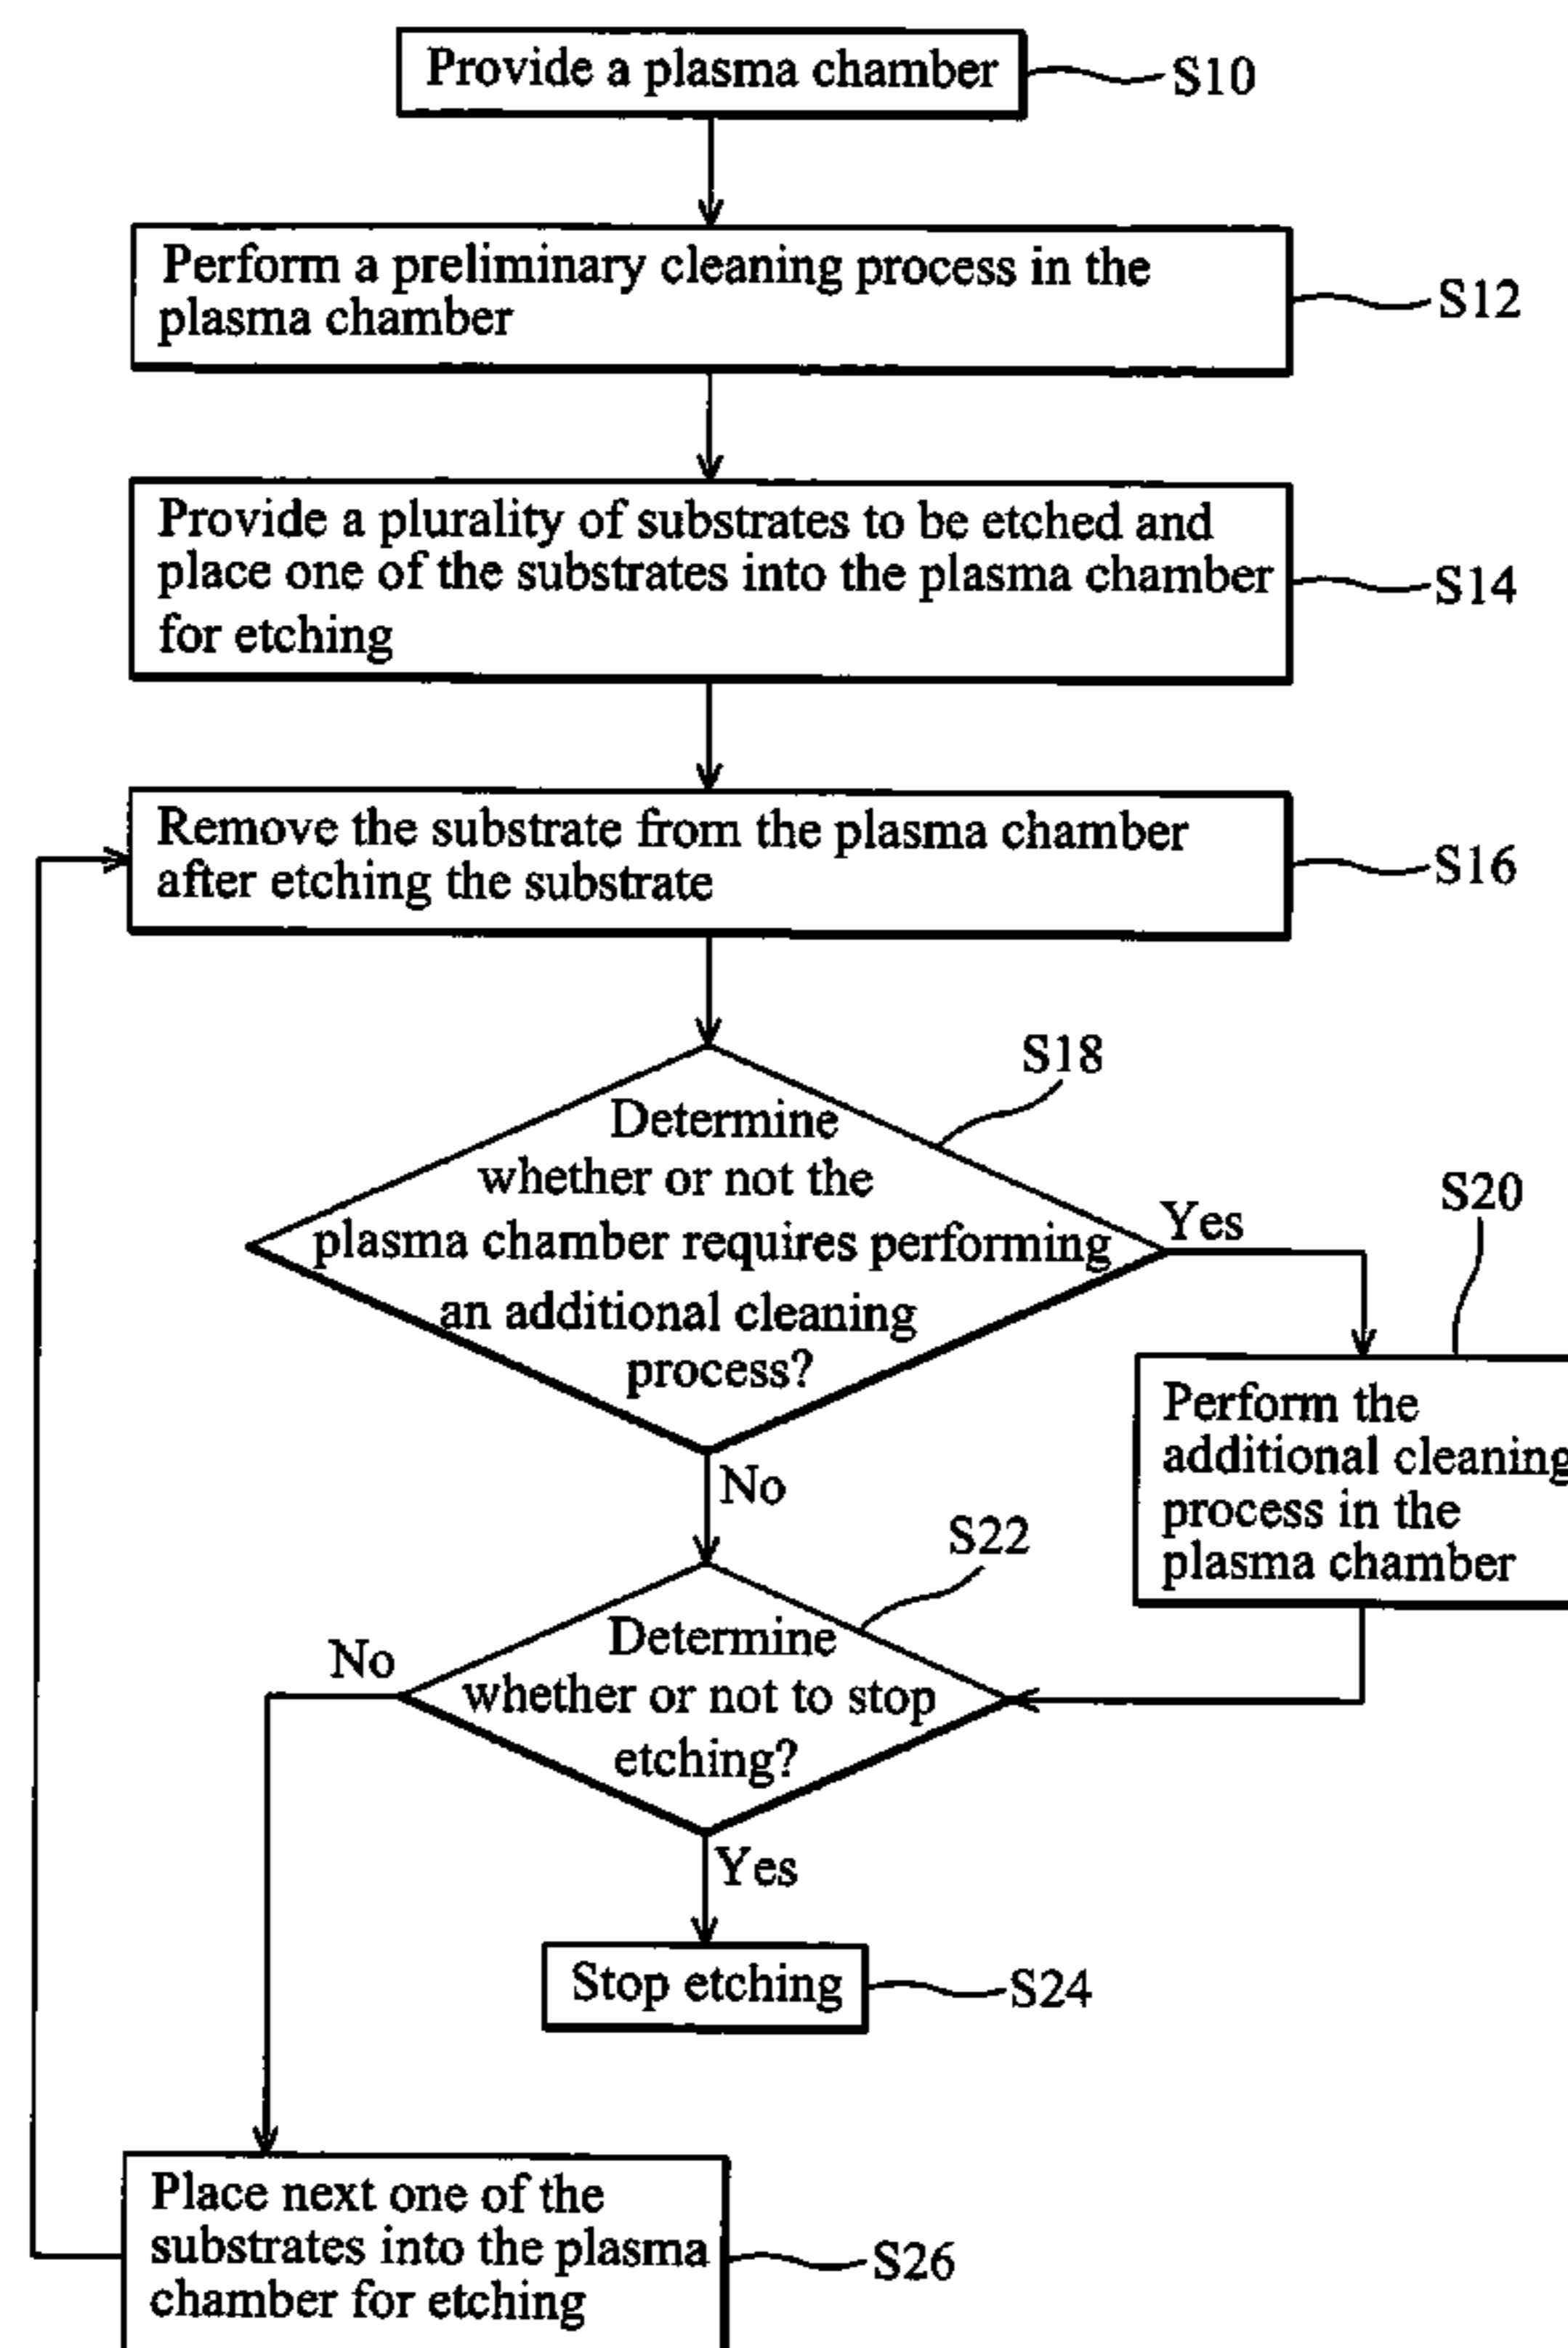 Provide a plasma chamber
S10
Perform a preliminary cleaning process in the
plasma chamber
S12
Provide a plurality of substrates to be etched and
place one of the substrates into the plasma chamber
for etching
S14
Remove the substrate from the plasma chamber
after etching the substrate
S16
S18
Determine
whether or not the
plasma chamber requires performing
an additional cleaning
process?
Yes
S20
Perform the
additional cleaning
process in the
plasma chamber
No
S22
Determine
whether or not to stop
etching?
No
Yes
Stop etching
S24
Place next one of the
substrates into the plasma
chamber for etching
S26